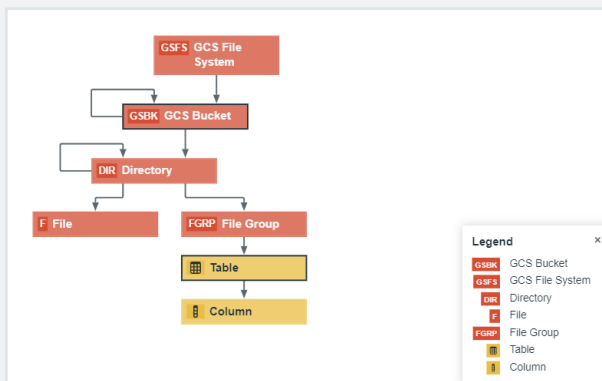 GSFS GCS File
System
GSBK GCS Bucket
DIR Directory
F File
FGRP File Group
Table
Column
Legend ×
GSBK GCS Bucket
GSFS GCS File System
DIR Directory
F File
FGRP File Group
Table
Column